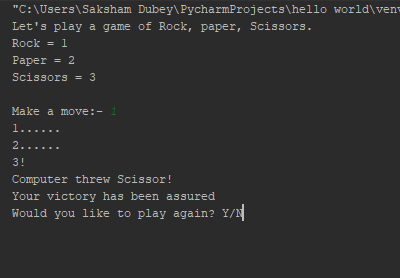 "C:\Users\Saksham Dubey\PycharmProjects\hello world\venv
Let's play a game of Rock, paper, Scissors.
Rock = 1
Paper = 2
Scissors = 3
Make a move:- 1
1......
2......
3!
Computer threw Scissor!
Your victory has been assured
Would you like to play again? Y/N